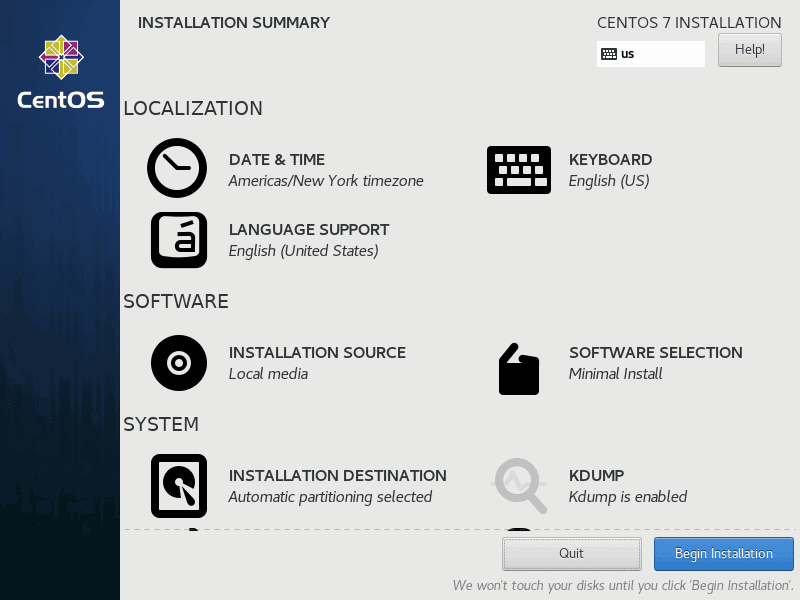 INSTALLATION SUMMARY
CENTOS 7 INSTALLATION
us
Help!
CentOS
LOCALIZATION
DATE & TIME
Americas/New York timezone
KEYBOARD
English (US)
á
LANGUAGE SUPPORT
English (United States)
SOFTWARE
INSTALLATION SOURCE
Local media
SOFTWARE SELECTION
Minimal Install
SYSTEM
INSTALLATION DESTINATION
Automatic partitioning selected
KDUMP
Kdump is enabled
Quit
Begin Installation
We won't touch your disks until you click 'Begin Installation'.